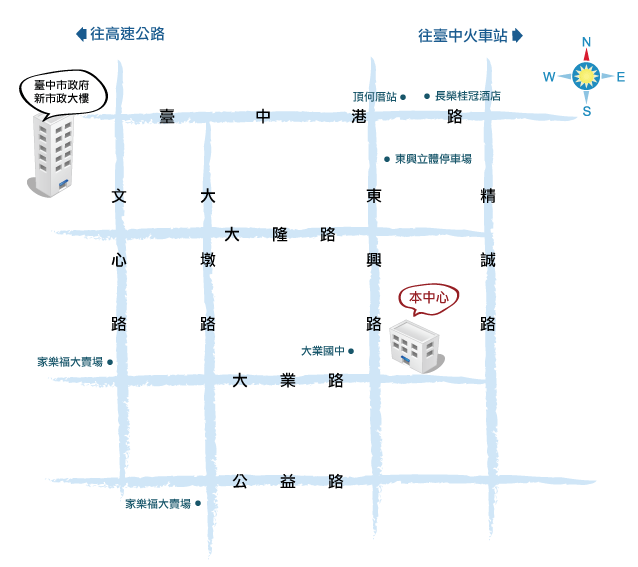 往高速公路
往臺中火車站
N
W
E
S
臺中市政府
新市政大樓
頂何厝站
長榮桂冠酒店
臺中港路
東興立體停車場
文心路
大墩路
東興路
精誠路
大隆路
本中心
大業國中
家樂福大賣場
大業路
公益路
家樂福大賣場